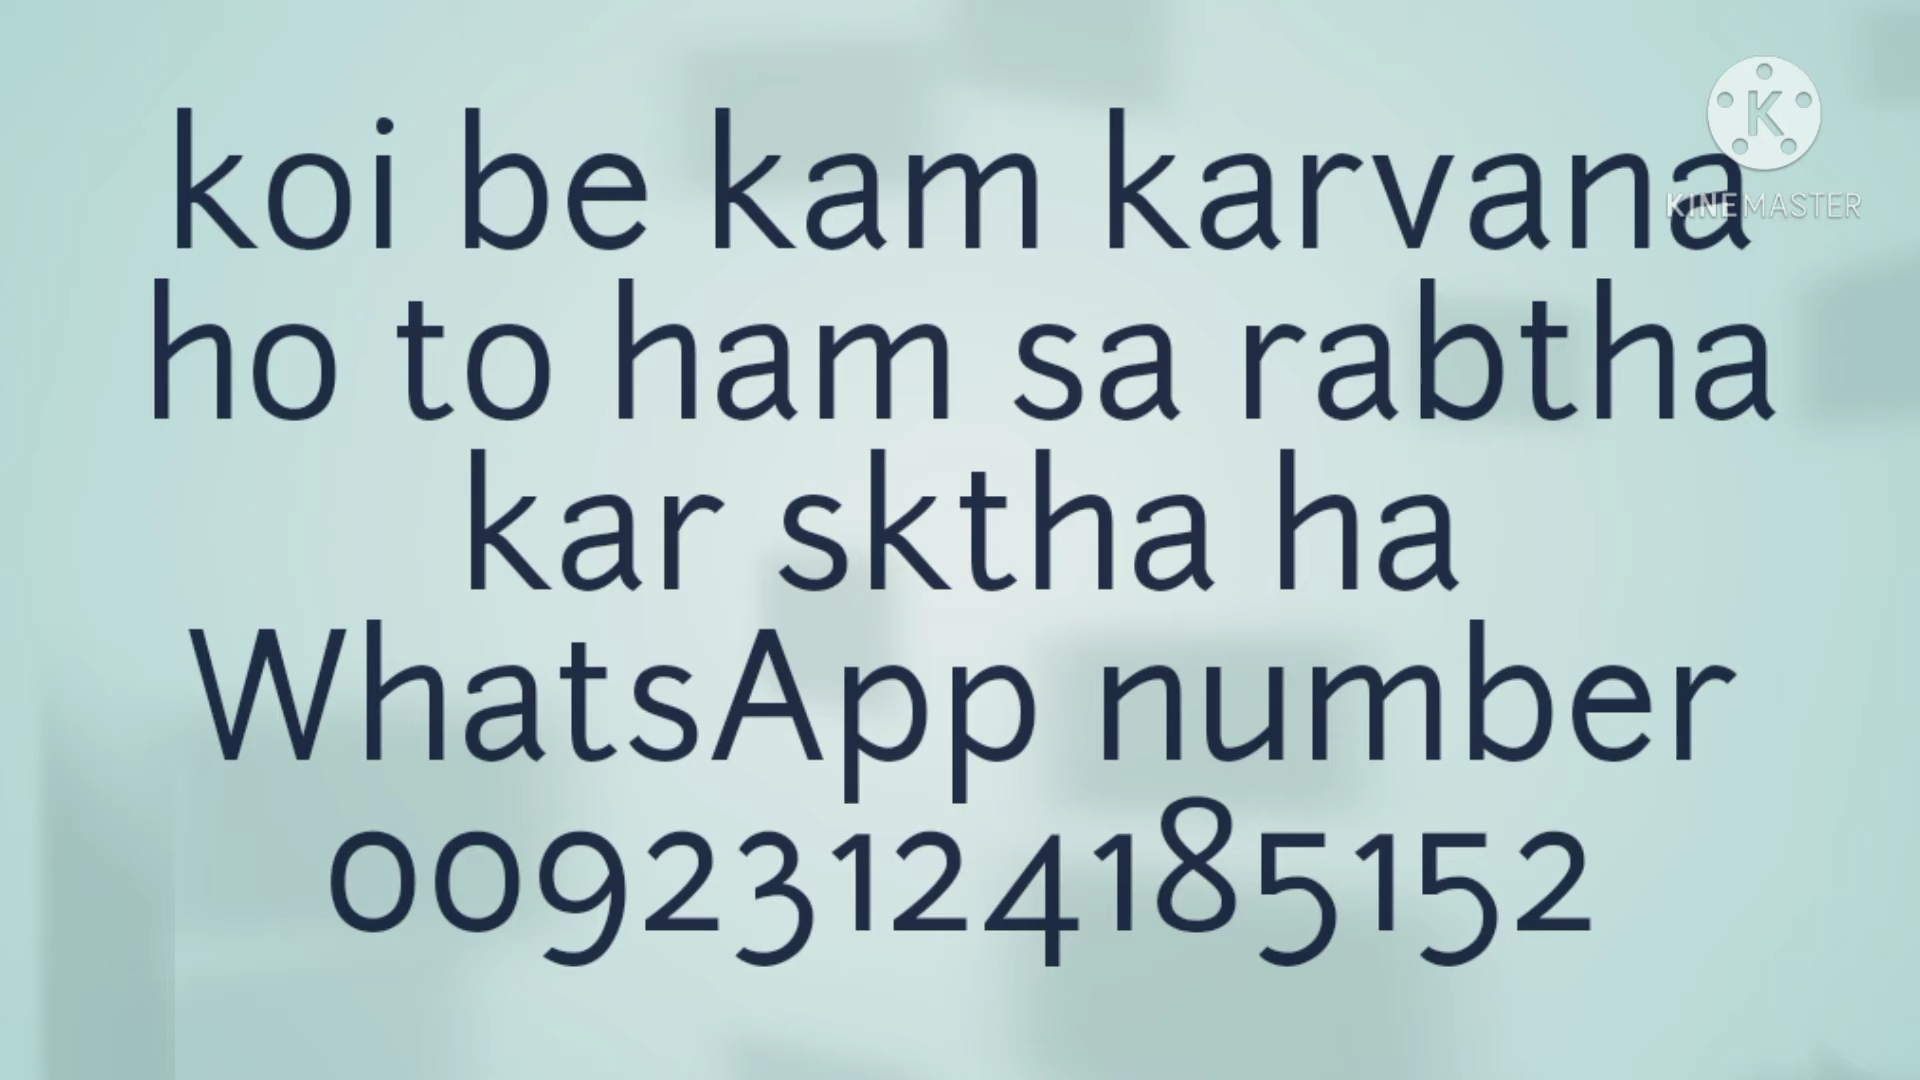 koi be kam karvana
ho to ham sa rabtha
kar sktha ha
WhatsApp number
00923124185152
K
KINEMASTER